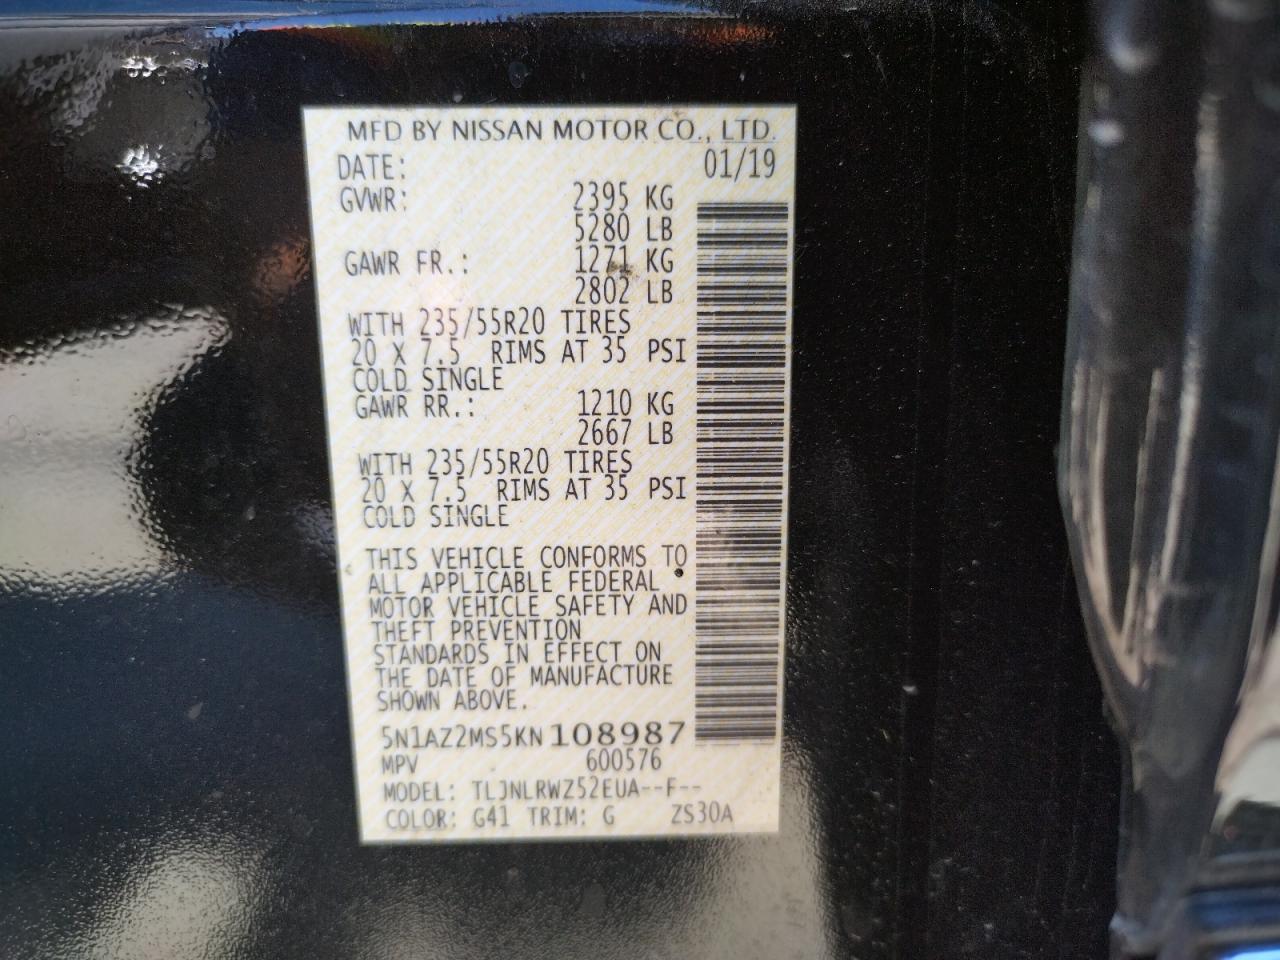 MFD BY NISSAN MOTOR CO., LTD.
DATE: 01/19
GVWR: 2395 KG
5280 LB
GAWR FR.: 1271 KG
2802 LB
WITH 235/55R20 TIRES
20 X 7.5 RIMS AT 35 PSI
COLD SINGLE
GAWR RR.: 1210 KG
2667 LB
WITH 235/55R20 TIRES
20 X 7.5 RIMS AT 35 PSI
COLD SINGLE
THIS VEHICLE CONFORMS TO
ALL APPLICABLE FEDERAL
MOTOR VEHICLE SAFETY AND
THEFT PREVENTION
STANDARDS IN EFFECT ON
THE DATE OF MANUFACTURE
SHOWN ABOVE.
5N1AZ2MS5KN108987
MPV 600576
MODEL: TLJNLRWZ52EUA--F--
COLOR: G41 TRIM: G ZS30A